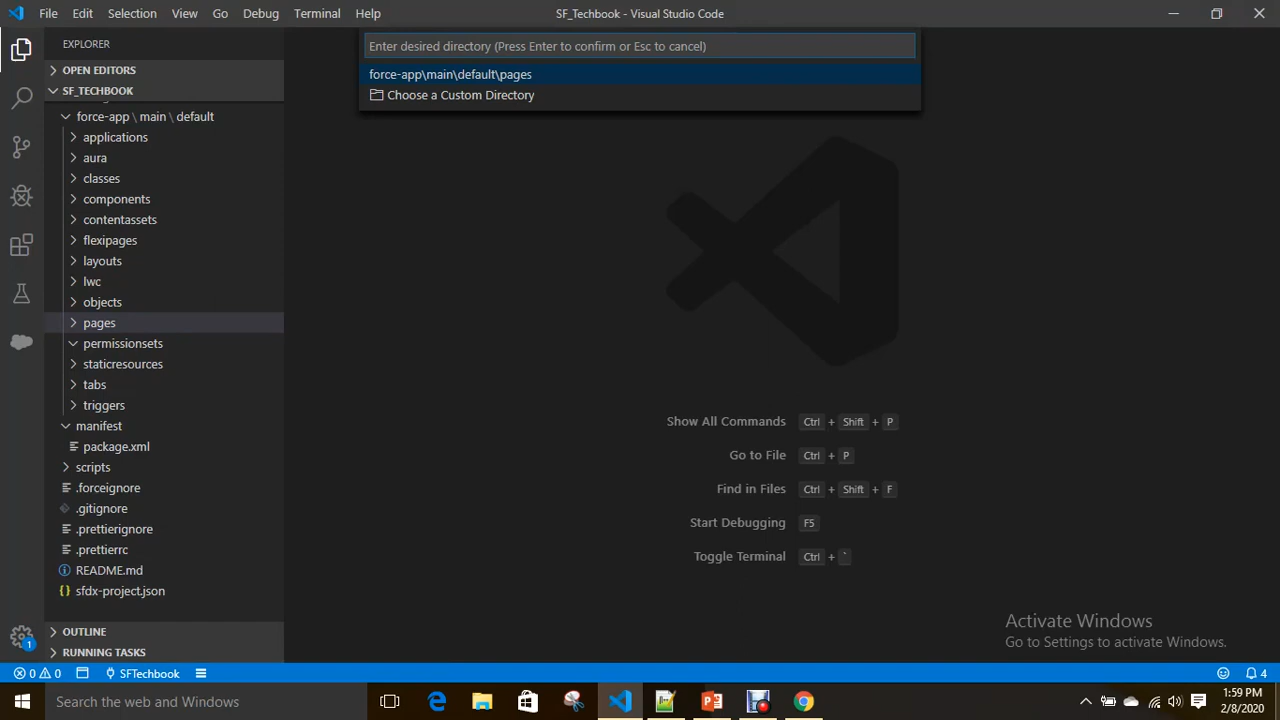 File Edit Selection View Go Debug Terminal Help
SF_Techbook - Visual Studio Code
EXPLORER
Enter desired directory (Press Enter to confirm or Esc to cancel)
force-app\main\default\pages
Choose a Custom Directory
OPEN EDITORS
SF_TECHBOOK
force-app \ main \ default
applications
aura
classes
components
contentassets
flexipages
layouts
lwc
objects
pages
permissionsets
staticresources
tabs
triggers
manifest
package.xml
scripts
.forceignore
.gitignore
.prettierignore
.prettierrc
README.md
sfdx-project.json
OUTLINE
RUNNING TASKS
Show All Commands Ctrl + Shift + P
Go to File Ctrl + P
Find in Files Ctrl + Shift + F
Start Debugging F5
Toggle Terminal Ctrl + `
Activate Windows
Go to Settings to activate Windows.
1
0 0 SFTechbook 4
Search the web and Windows
1:59 PM
2/8/2020